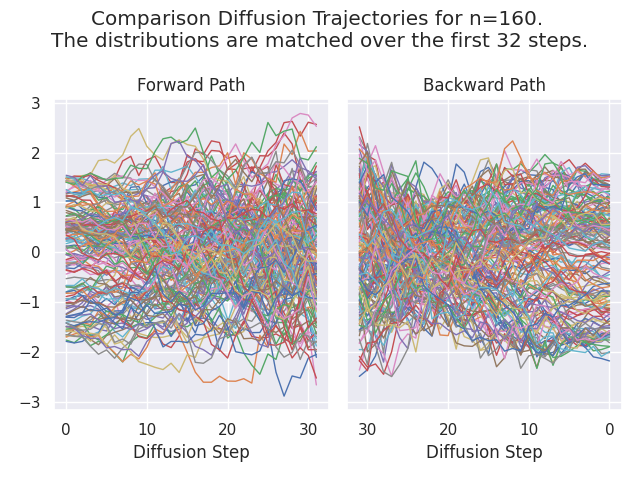 Comparison Diffusion Trajectories for n=160.
The distributions are matched over the first 32 steps.
Forward Path
Backward Path
3
2
1
0
−1
−2
−3
0 10 20 30
30 20 10 0
Diffusion Step
Diffusion Step